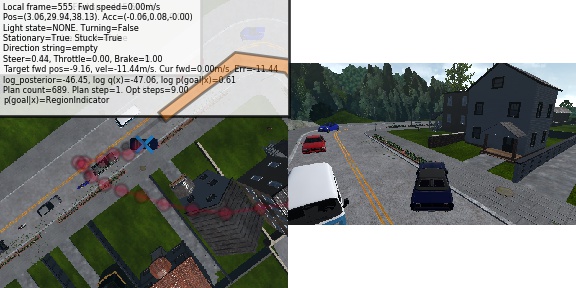 Local frame=555: Fwd speed=0.00m/s
Pos=(3.06,29.94,38.13). Acc=(-0.06,0.08,-0.00)
Light state=NONE. Turning=False
Stationary=True: Stuck=True:
Direction string=empty
Steer=0.44, Throttle=0.00, Brake=1.00
Target fwd pos=-9.16, vel=-11.44m/s. Cur fwd=0.00m/s, Err=-11.44
log_posterior=-46.45, log q(x)=-47.06, log p(goal|x)=0.61
Plan count=689. Plan step=1. Opt steps=9.00
p(goal|x)=RegionIndicator